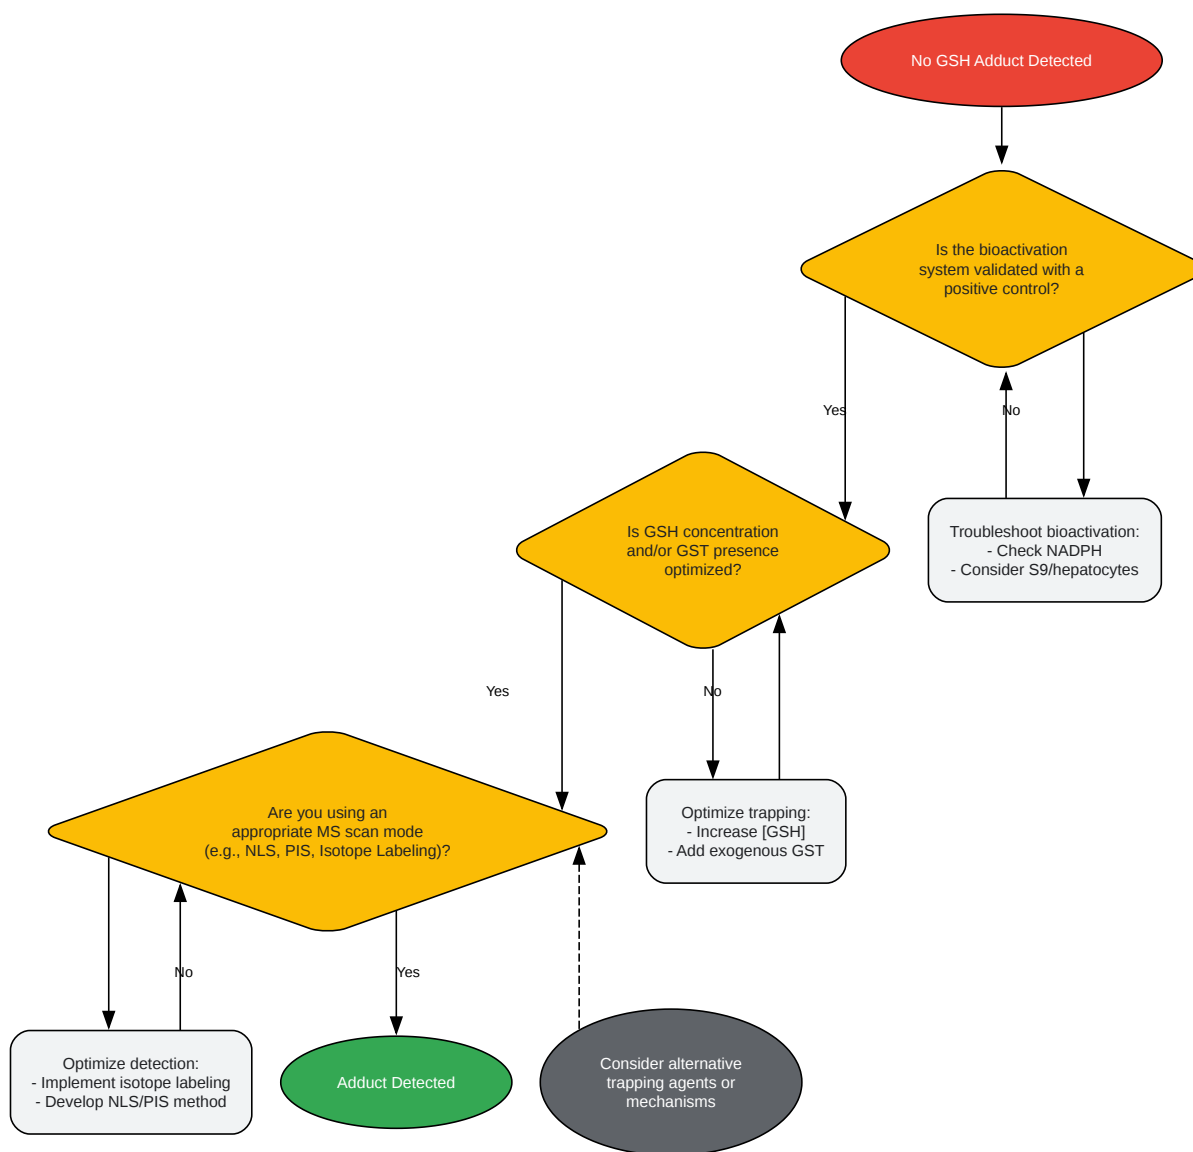 No GSH Adduct Detected
Is the bioactivation
system validated with a
positive control?
Yes
No
Is GSH concentration
and/or GST presence
optimized?
Troubleshoot bioactivation:
- Check NADPH
- Consider S9/hepatocytes
Yes
No
Are you using an
appropriate MS scan mode
(e.g., NLS, PIS, Isotope Labeling)?
Optimize trapping:
- Increase [GSH]
- Add exogenous GST
No
Yes
Optimize detection:
- Implement isotope labeling
- Develop NLS/PIS method
Adduct Detected
Consider alternative
trapping agents or
mechanisms